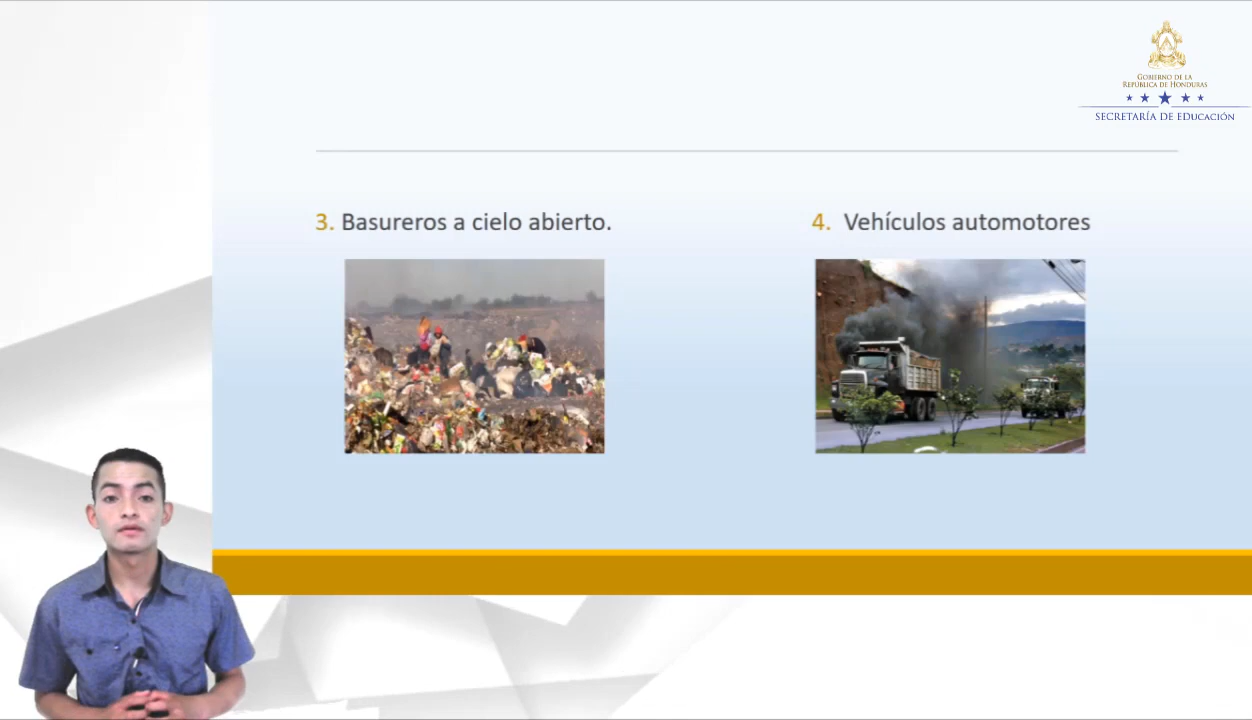 GOBIERNO DE LA
REPÚBLICA DE HONDURAS
SECRETARÍA DE EDUCACIÓN
3. Basureros a cielo abierto.
4. Vehículos automotores